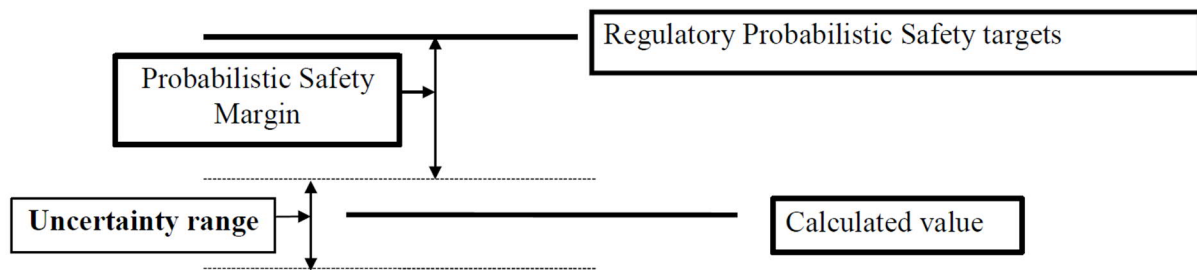 Regulatory Probabilistic Safety targets
Probabilistic Safety
Margin
Uncertainty range
Calculated value